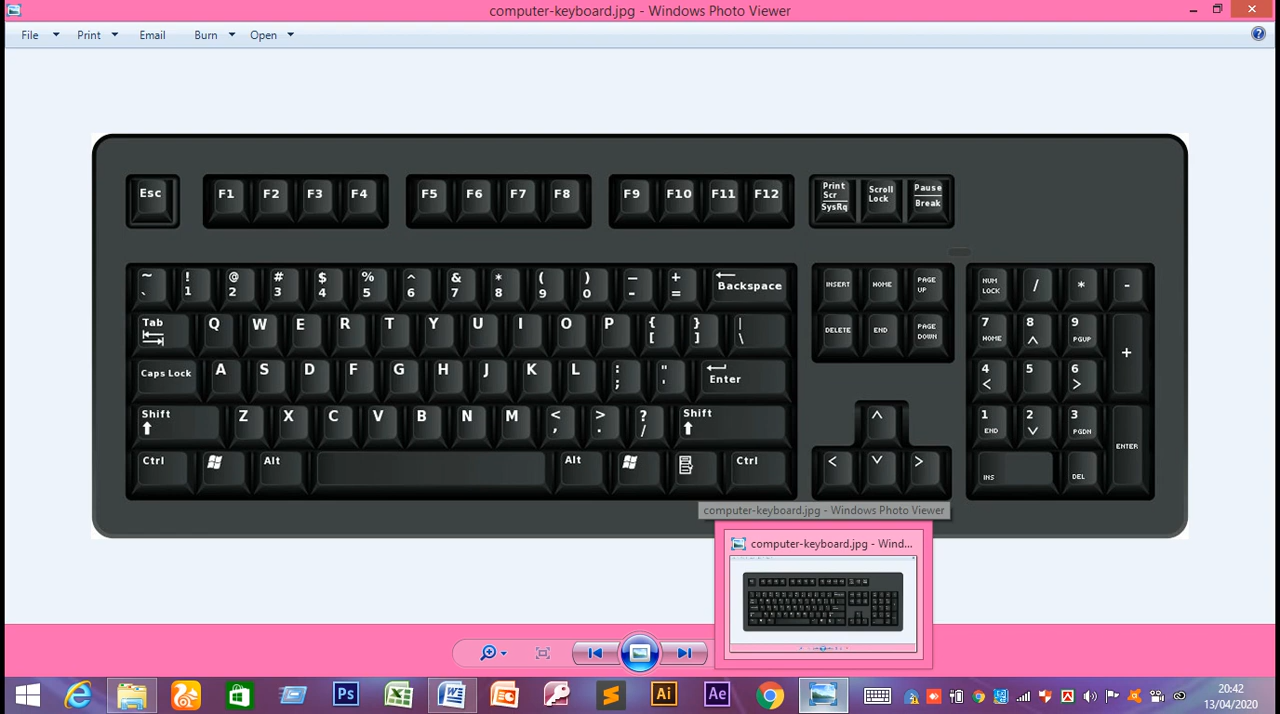 computer-keyboard.jpg - Windows Photo Viewer
File Print Email Burn Open
Esc F1 F2 F3 F4 F5 F6 F7 F8 F9 F10 F11 F12 Print Scr SysRq Scroll Lock Pause Break
~ ` ! 1 @ 2 # 3 $ 4 % 5 ^ 6 & 7 * 8 ( 9 ) 0 — - + = Backspace INSERT HOME PAGE UP NUM LOCK / * -
Tab Q W E R T Y U I O P { [ } ] | \ DELETE END PAGE DOWN 7 HOME 8 9 PGUP +
Caps Lock A S D F G H J K L : ; " ' Enter 4 < 5 6 >
Shift Z X C V B N M < , > . ? / Shift 1 END 2 3 PGDN ENTER
Ctrl Alt Alt Ctrl < > INS DEL
computer-keyboard.jpg - Windows Photo Viewer
computer-keyboard.jpg - Wind...
Ps Ai Ae
20:42
13/04/2020